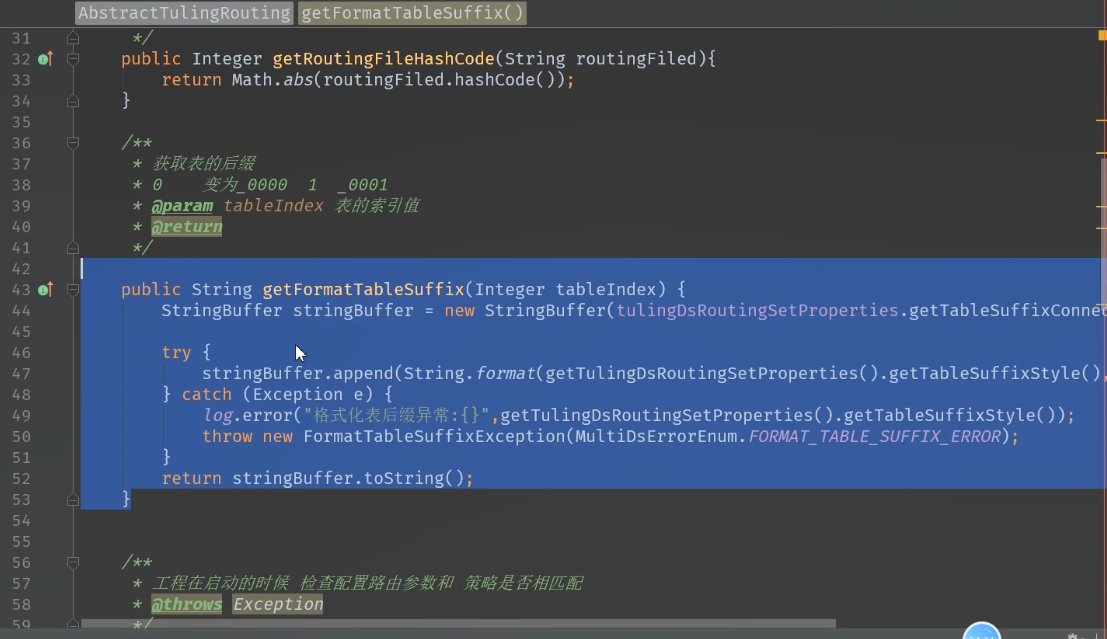 AbstractTulingRouting getFormatTableSuffix()
31 */
32 public Integer getRoutingFileHashCode(String routingFiled){
33 return Math.abs(routingFiled.hashCode());
34 }
35
36 /**
37 * 获取表的后缀
38 * 0 变为_0000 1 _0001
39 * @param tableIndex 表的索引值
40 * @return
41 */
42
43 public String getFormatTableSuffix(Integer tableIndex) {
44 StringBuffer stringBuffer = new StringBuffer(tulingDsRoutingSetProperties.getTableSuffixConne
45
46 try {
47 stringBuffer.append(String.format(getTulingDsRoutingSetProperties().getTableSuffixStyle(),
48 } catch (Exception e) {
49 log.error("格式化表后缀异常:{}",getTulingDsRoutingSetProperties().getTableSuffixStyle());
50 throw new FormatTableSuffixException(MultiDsErrorEnum.FORMAT_TABLE_SUFFIX_ERROR);
51 }
52 return stringBuffer.toString();
53 }
54
55
56 /**
57 * 工程在启动的时候 检查配置路由参数和 策略是否相匹配
58 * @throws Exception
59 */